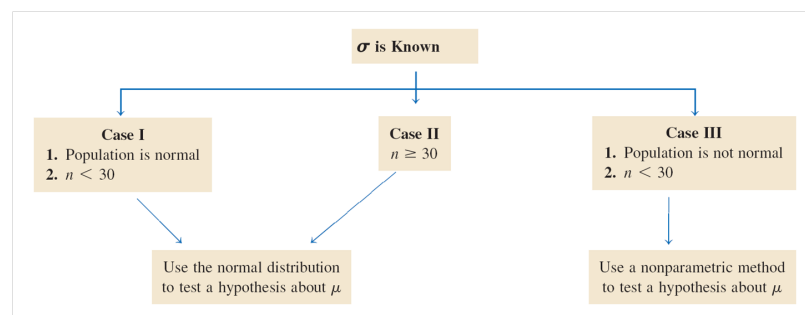 σ is Known
Case I
1. Population is normal
2. n < 30
Case II
n ≥ 30
Case III
1. Population is not normal
2. n < 30
Use the normal distribution
to test a hypothesis about μ
Use a nonparametric method
to test a hypothesis about μ